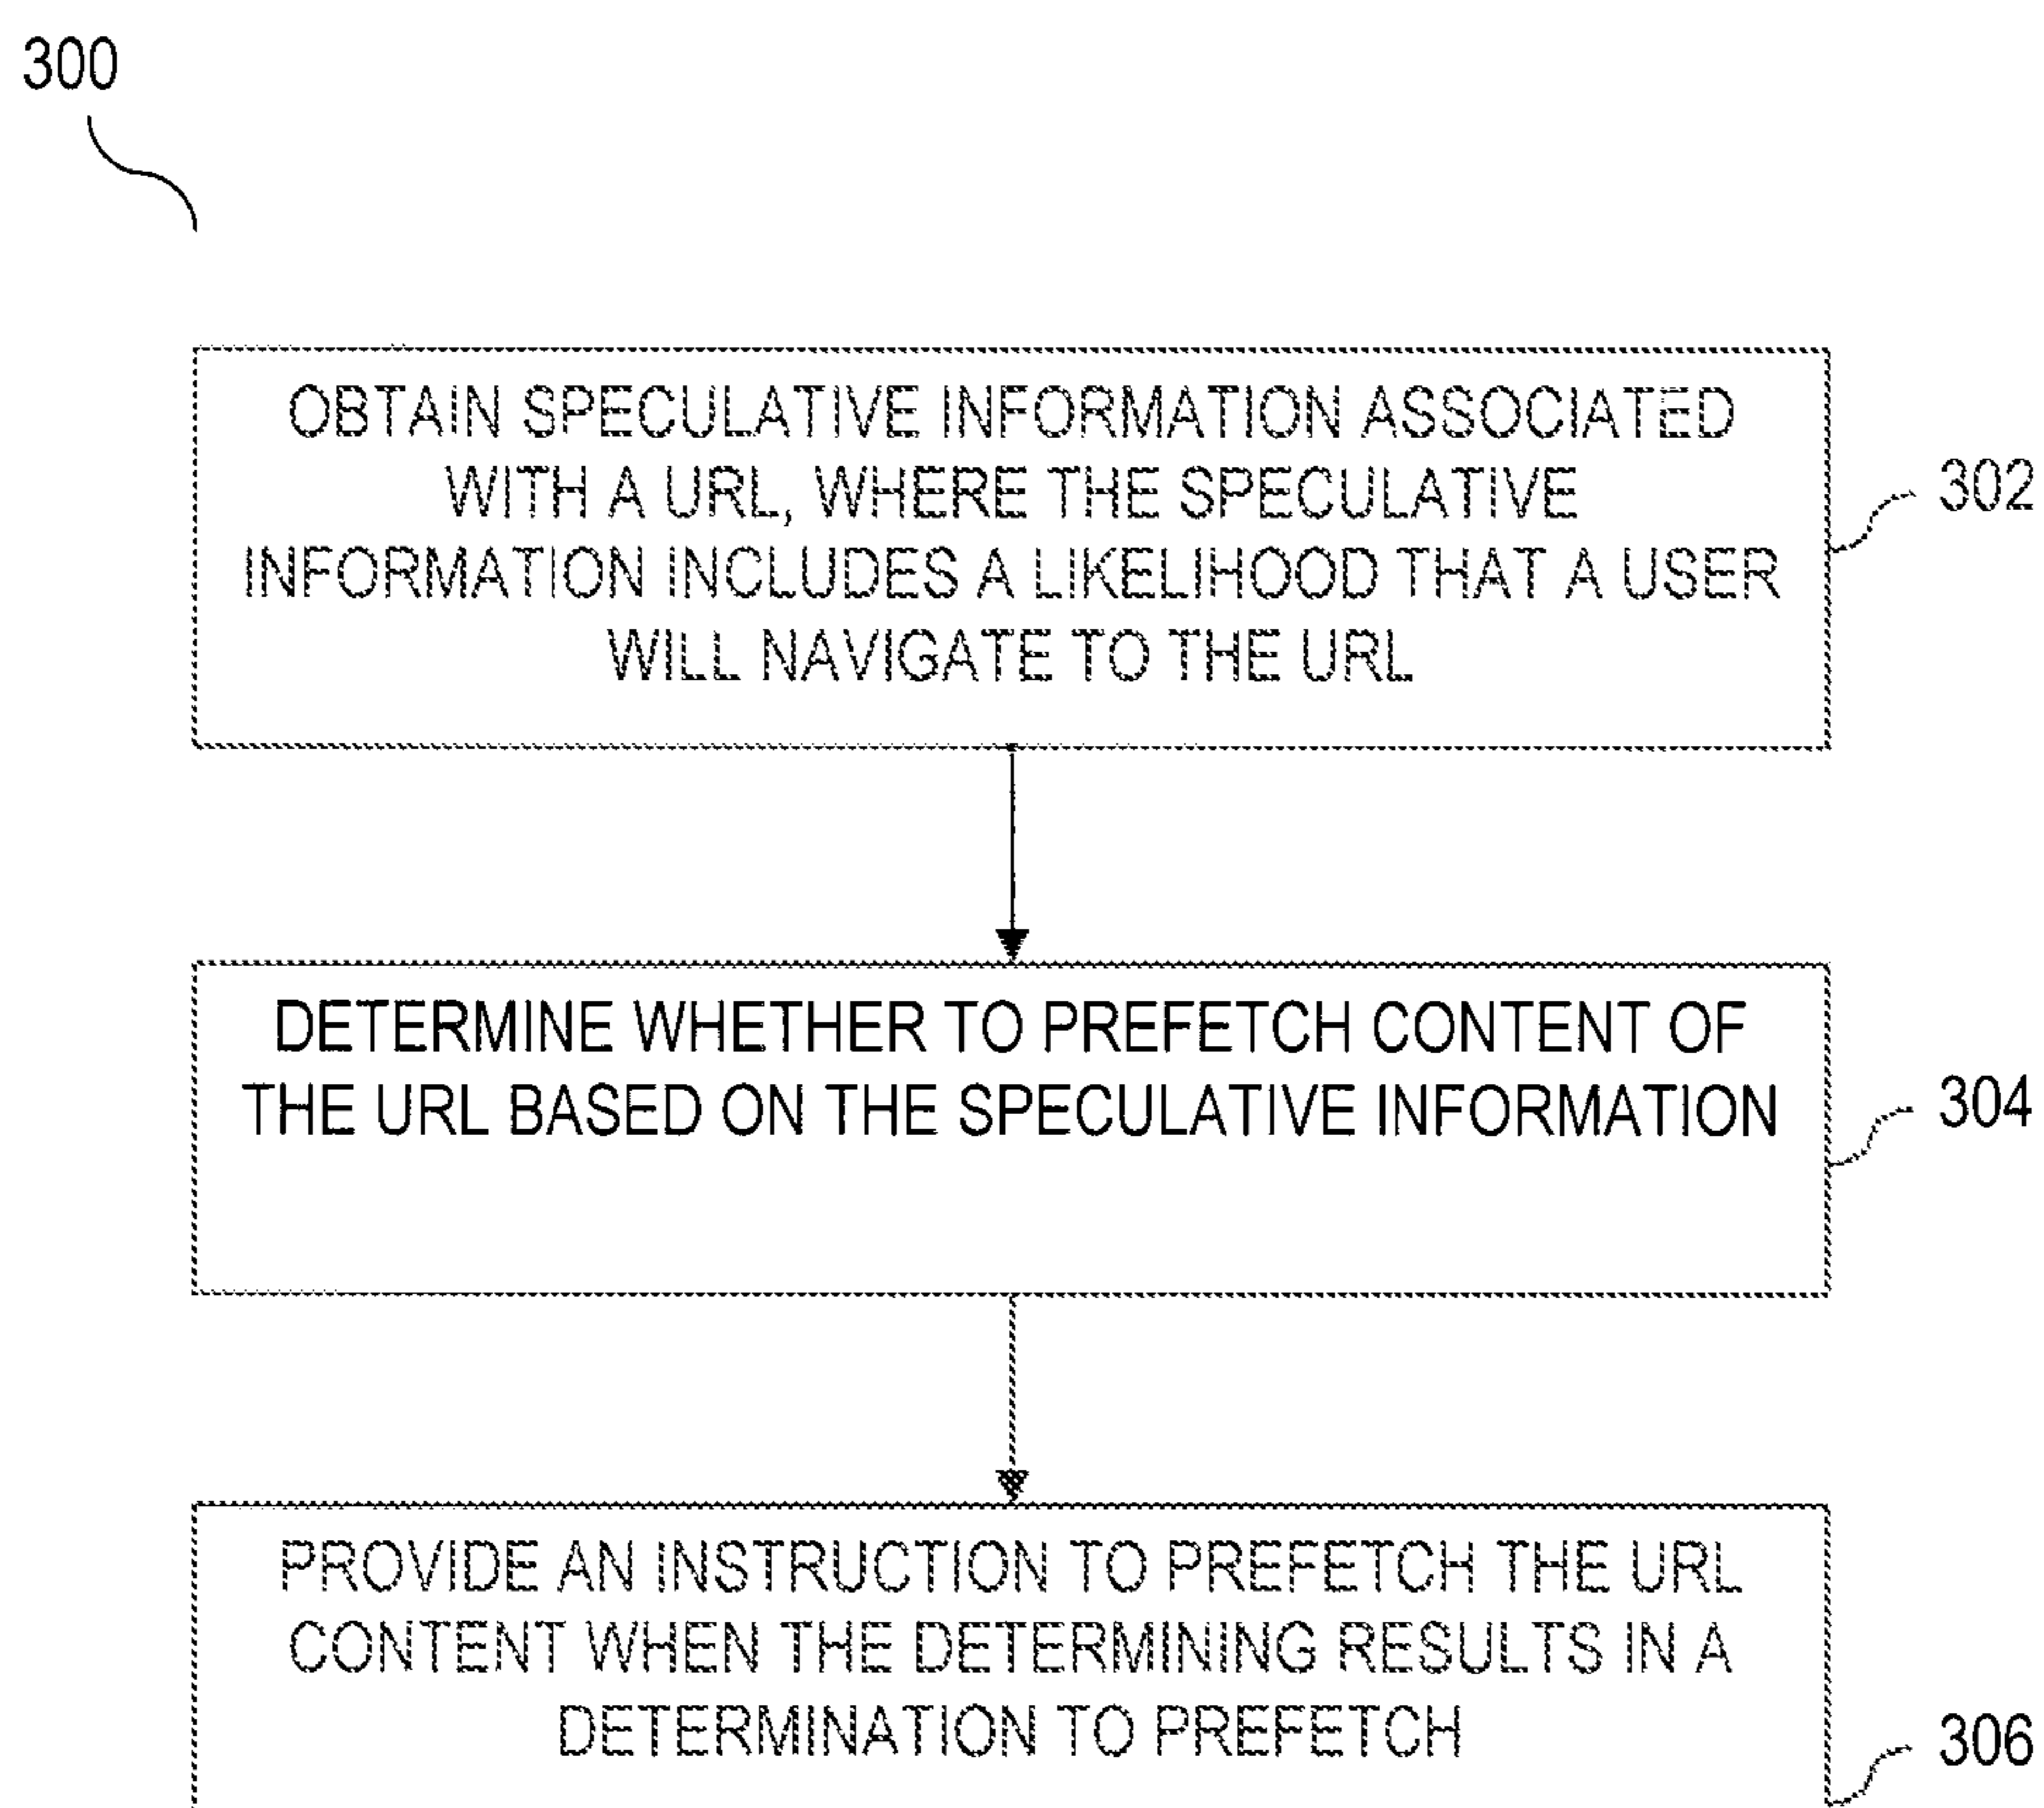 300
OBTAIN SPECULATIVE INFORMATION ASSOCIATED
WITH A URL, WHERE THE SPECULATIVE
INFORMATION INCLUDES A LIKELIHOOD THAT A USER
WILL NAVIGATE TO THE URL
302
DETERMINE WHETHER TO PREFETCH CONTENT OF
THE URL BASED ON THE SPECULATIVE INFORMATION
304
PROVIDE AN INSTRUCTION TO PREFETCH THE URL
CONTENT WHEN THE DETERMINING RESULTS IN A
DETERMINATION TO PREFETCH
306